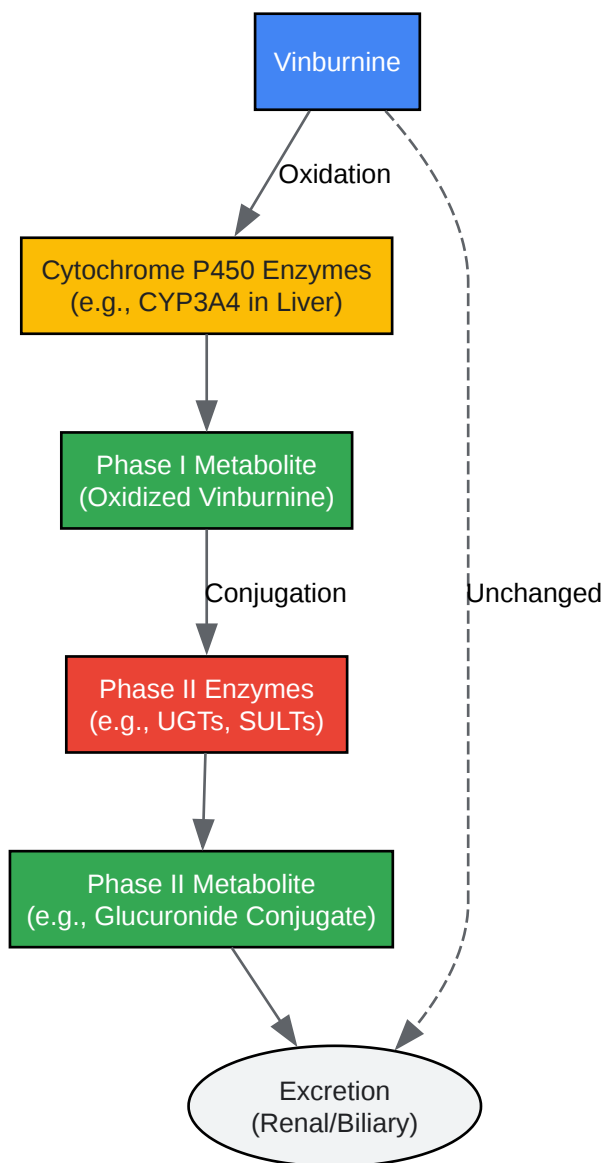 Vinburnine
Oxidation
Cytochrome P450 Enzymes
(e.g., CYP3A4 in Liver)
Phase I Metabolite
(Oxidized Vinburnine)
Conjugation
Unchanged
Phase II Enzymes
(e.g., UGTs, SULTs)
Phase II Metabolite
(e.g., Glucuronide Conjugate)
Excretion
(Renal/Biliary)